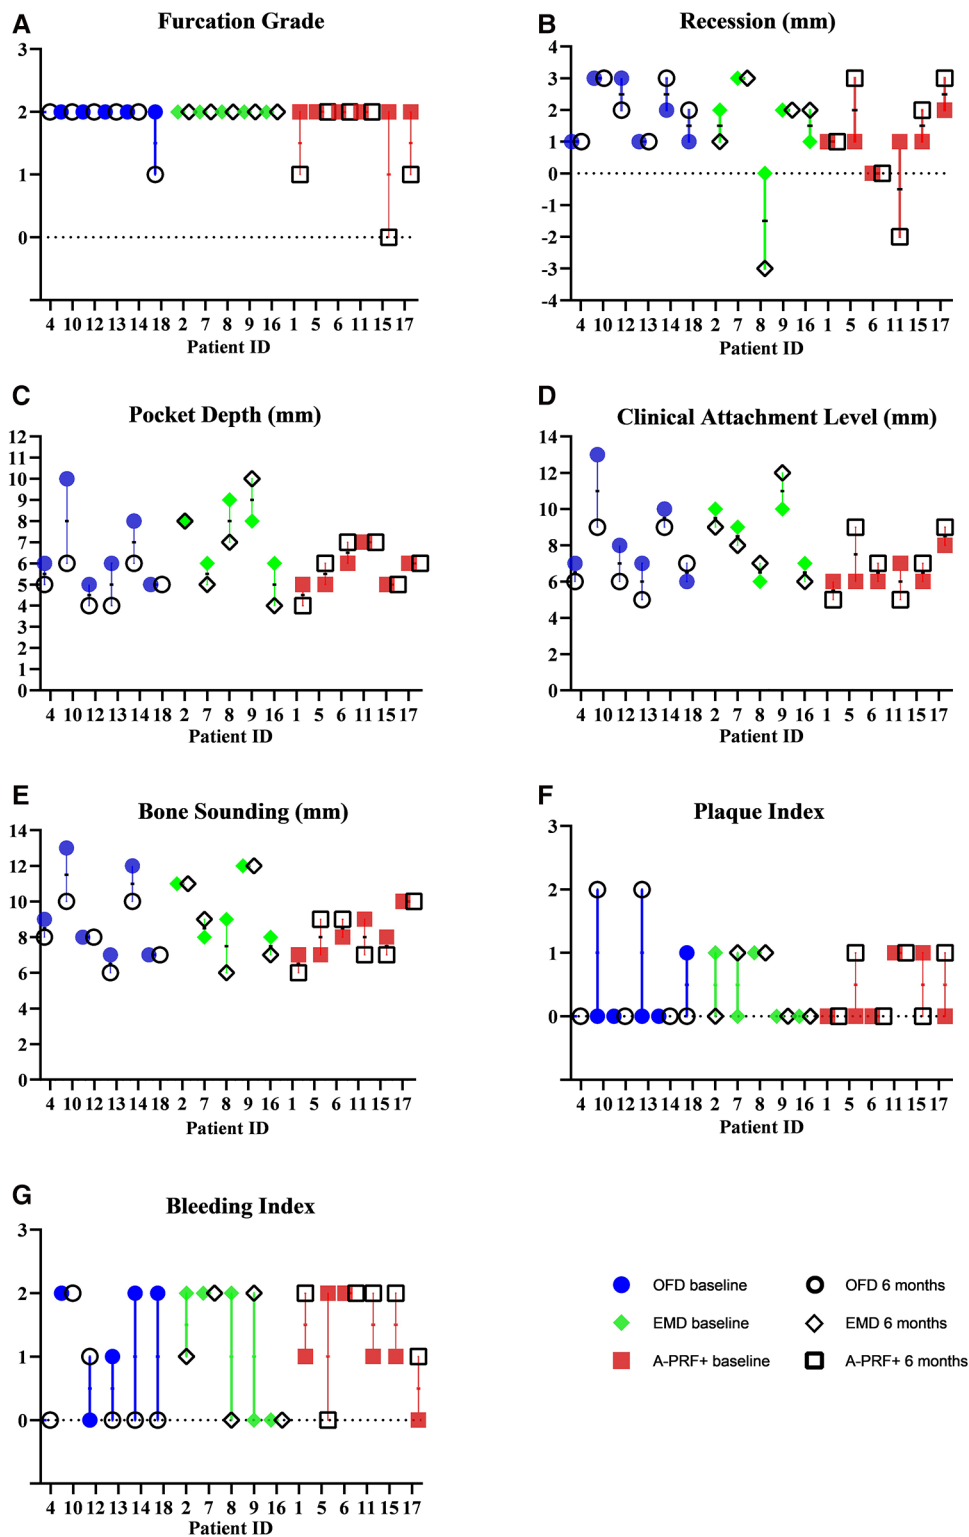 A
Furcation Grade
3
2
1
0
4 10 12 13 14 18 2 7 8 9 16 1 5 6 11 15 17
Patient ID
B
Recession (mm)
4
3
2
1
0
-1
-2
-3
-4
4 10 12 13 14 18 2 7 8 9 16 1 5 6 11 15 17
Patient ID
C
Pocket Depth (mm)
12
11
10
9
8
7
6
5
4
3
2
1
0
4 10 12 13 14 18 2 7 8 9 16 1 5 6 11 15 17
Patient ID
D
Clinical Attachment Level (mm)
14
12
10
8
6
4
2
0
4 10 12 13 14 18 2 7 8 9 16 1 5 6 11 15 17
Patient ID
E
Bone Sounding (mm)
14
12
10
8
6
4
2
0
4 10 12 13 14 18 2 7 8 9 16 1 5 6 11 15 17
Patient ID
F
Plaque Index
3
2
1
0
4 10 12 13 14 18 2 7 8 9 16 1 5 6 11 15 17
Patient ID
G
Bleeding Index
3
2
1
0
4 10 12 13 14 18 2 7 8 9 16 1 5 6 11 15 17
Patient ID
OFD baseline
OFD 6 months
EMD baseline
EMD 6 months
A-PRF+ baseline
A-PRF+ 6 months